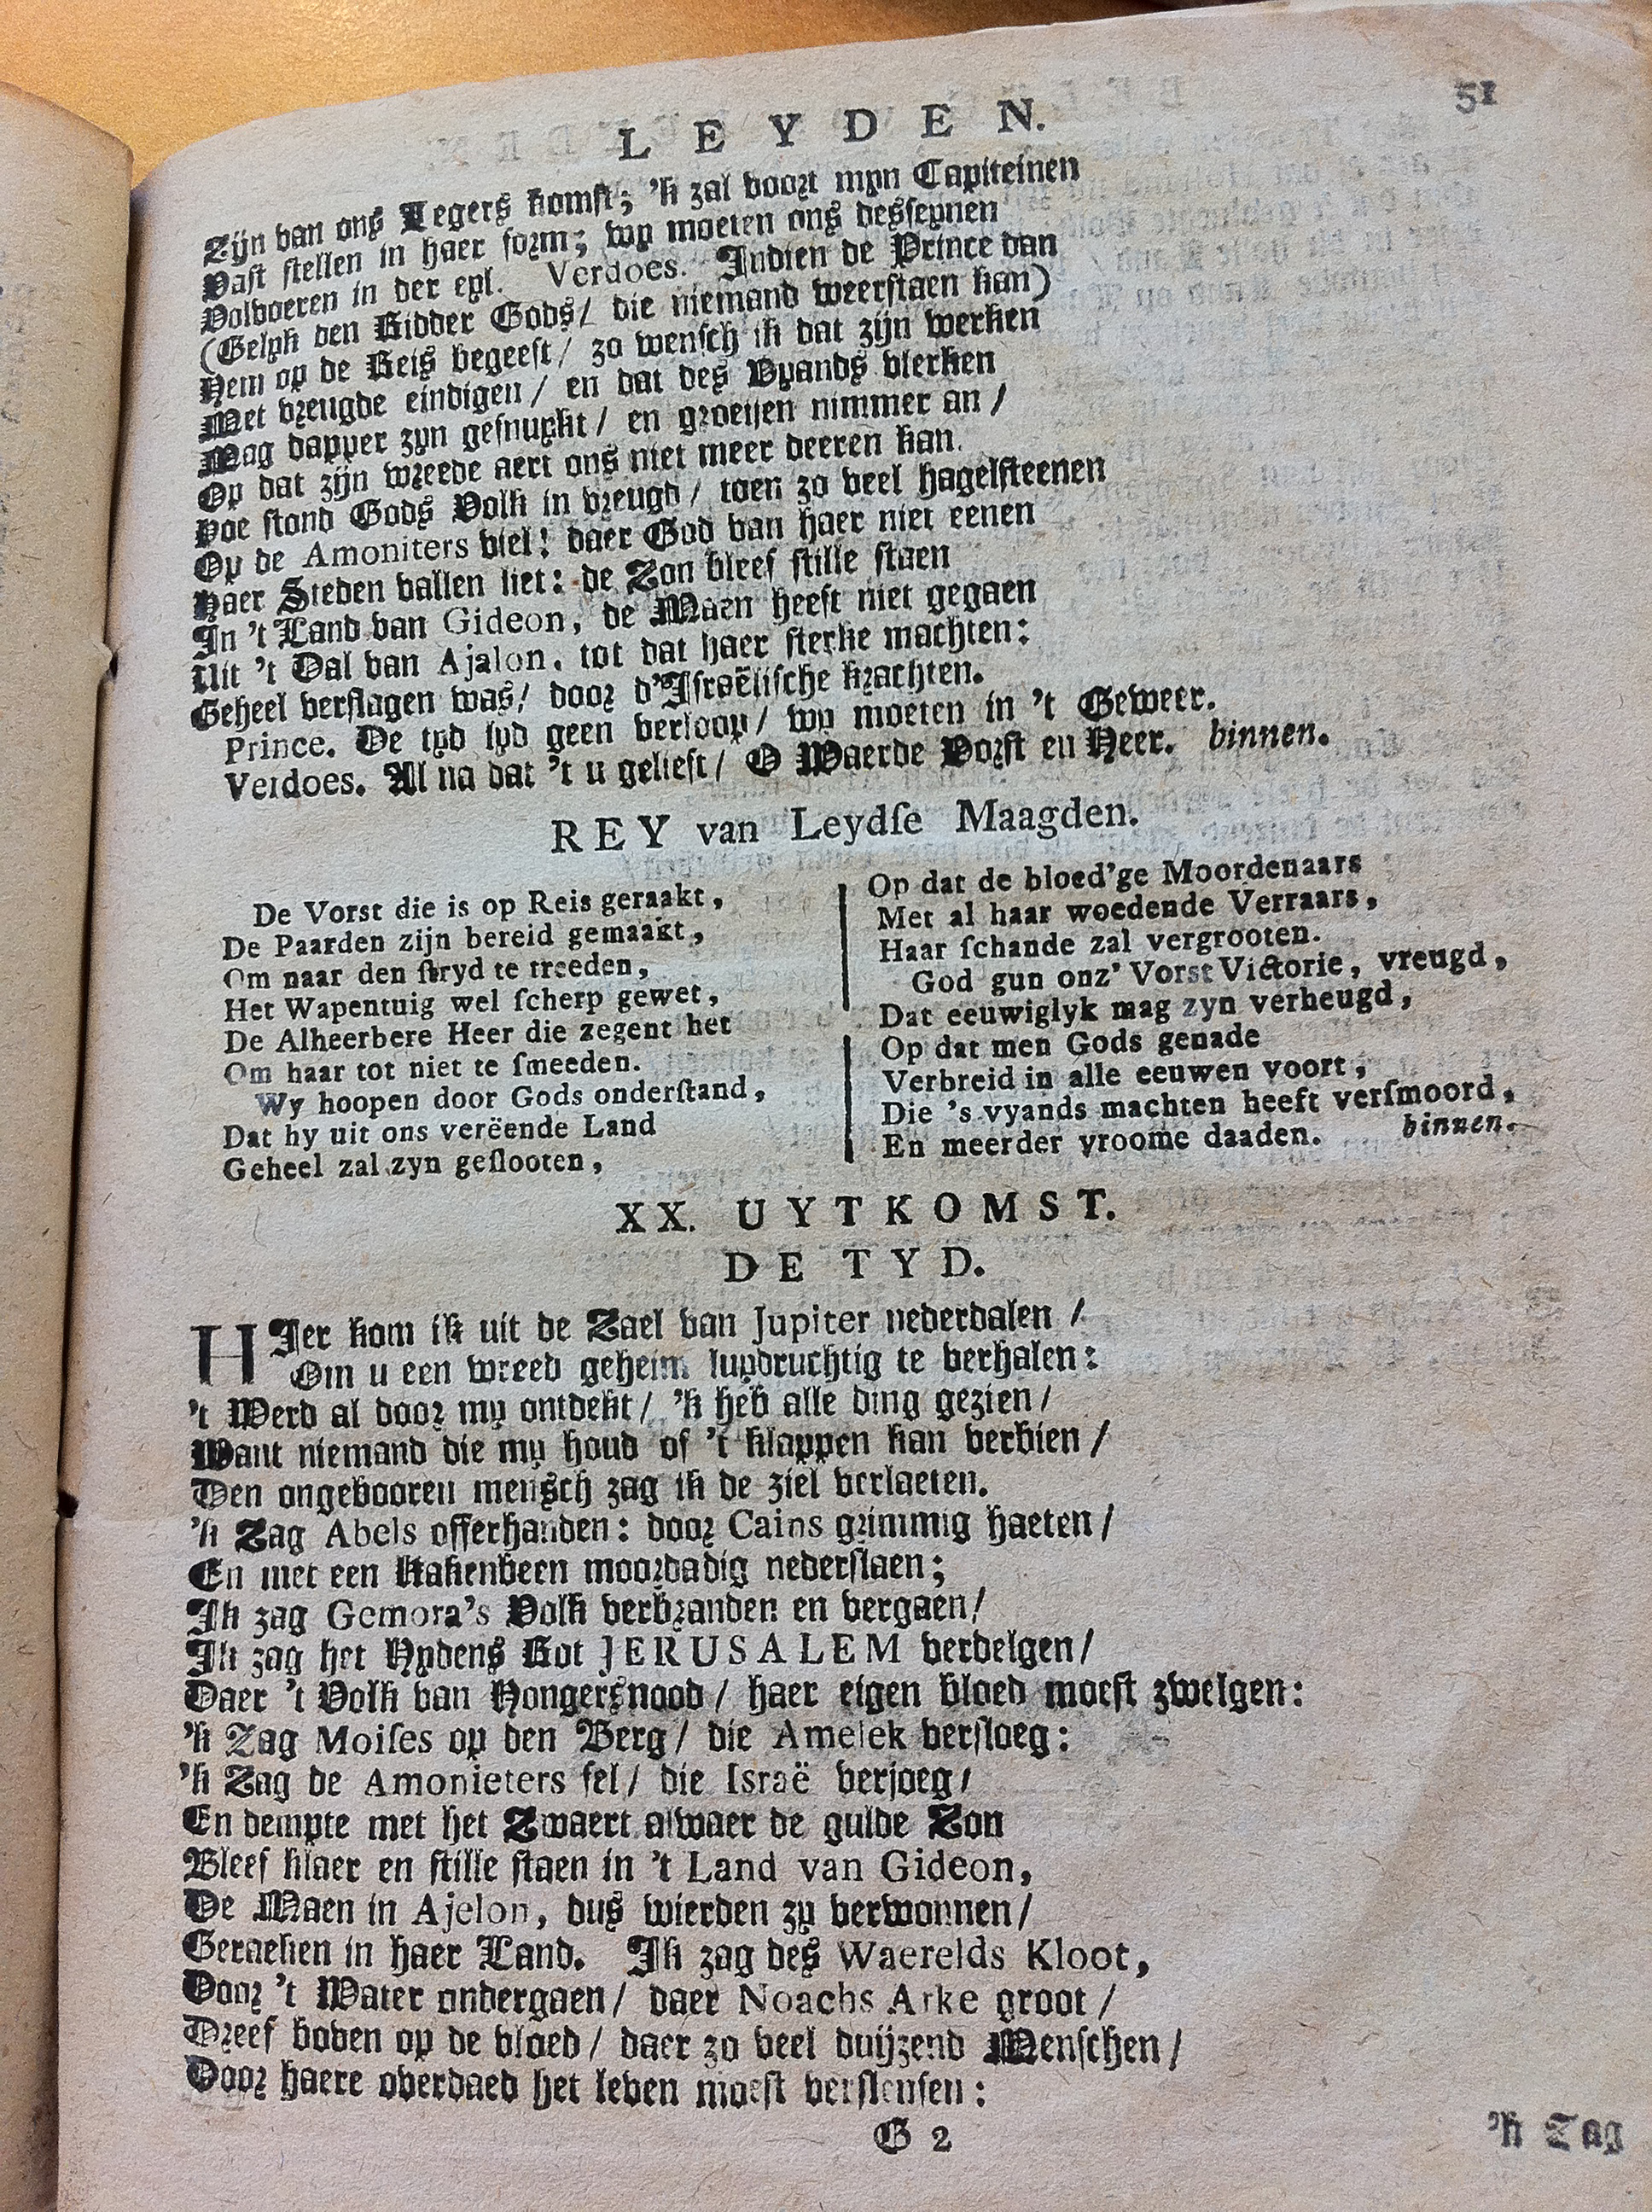 LEYDEN. 51
Zijn van ons Legers komst; 'k zal voort myn Capiteinen
Vast stellen in haer form; wy moeten ons desseynen
Volvoeren in der eyl. Verdoes. Indien de Prince dan
(Gelyk den Ridder Gods/ die niemand weerstaen kan)
Hem op de Reis begeeft/ zo wensch ik dat zijn werken
Met vreugde eindigen/ en dat des Vyands vlerken
Mag dapper zyn gesnuykt/ en groeijen nimmer an/
Op dat zijn wreede aert ons niet meer deeren kan.
Hoe stond Gods Volk in vreugd/ toen zo veel hagelsteenen
Op de Amoniters viel! daer God van haer niet eenen
Haer Steden vallen liet: de Zon bleef stille staen
In 't Land van Gideon, de Maen heeft niet gegaen
Uit 't Dal van Ajalon, tot dat haer sterke machten:
Geheel verslagen was/ door d'Israëlische krachten.
Prince. De tyd lyd geen verloop/ wy moeten in 't Geweer.
Verdoes. Al na dat 't u gelieft/ O Waerde Vorst en Heer. binnen.
REY van Leydſe Maagden.
De Vorst die is op Reis geraakt,
De Paarden zijn bereid gemaakt,
Om naar den ſtryd te treeden,
Het Wapentuig wel ſcherp gewet,
De Alheerbere Heer die zegent het
Om haar tot niet te ſmeeden.
Wy hoopen door Gods onderſtand,
Dat hy uit ons verëende Land
Geheel zal zyn geſlooten,
Op dat de bloed'ge Moordenaars
Met al haar woedende Verraars,
Haar ſchande zal vergrooten.
God gun onz' Vorst Victorie, vreugd,
Dat eeuwiglyk mag zyn verheugd,
Op dat men Gods genade
Verbreid in alle eeuwen voort,
Die 's vyands machten heeft verſmoord,
En meerder vroome daaden. binnen.
XX. UYTKOMST.
DE TYD.
HIer kom ik uit de Zael van Jupiter nederdalen/
Om u een wreed geheim luydruchtig te verhalen:
't Werd al door my ontdekt/ 'k heb alle ding gezien/
Want niemand die my houd of 't klappen kan verbien/
Den ongebooren mensch zag ik de ziel verlaeten.
'k Zag Abels offerhanden: door Cains grimmig haeten/
En met een Kakenbeen moordadig nederslaen;
Ik zag Gemora's Volk verbranden en vergaen/
Ik zag het Hydens Rot JERUSALEM verdelgen/
Daer 't Volk van Hongersnood/ haer eigen bloed moest zwelgen:
'k Zag Moiſes op den Berg/ die Amelek versloeg:
'k Zag de Amonieters fel/ die Israë verjoeg/
En dempte met het Zwaert alwaer de gulde Zon
Bleef klaer en stille staen in 't Land van Gideon,
De Maen in Ajelon, dus wierden zy verwonnen/
Geraeken in haer Land. Ik zag des Waerelds Kloot,
Door 't Water ondergaen/ daer Noachs Arke groot/
Dreef boven op de vloed/ daer zo veel duijzend Menschen/
Door haere overdaed het leven moest verslensen:
G 2
'k Zag